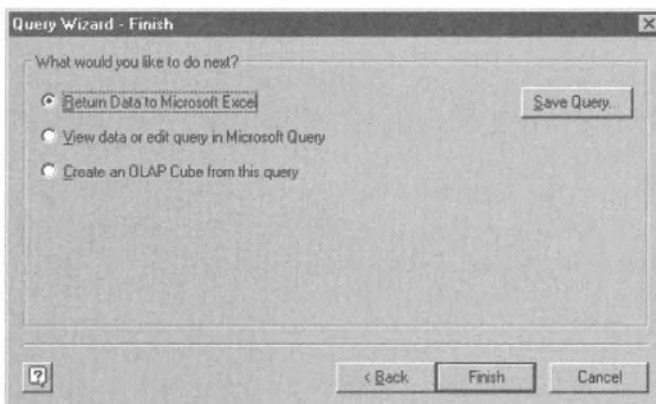 Query Wizard - Finish
What would you like to do next?
Return Data to Microsoft Excel
Save Query...
View data or edit query in Microsoft Query
Create an OLAP Cube from this query
< Back
Finish
Cancel